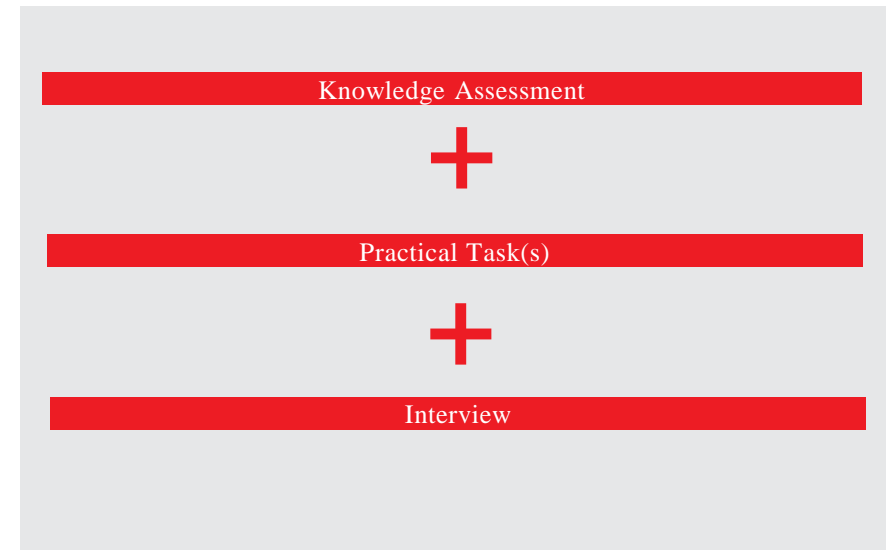 Knowledge Assessment
+
Practical Task(s)
+
Interview